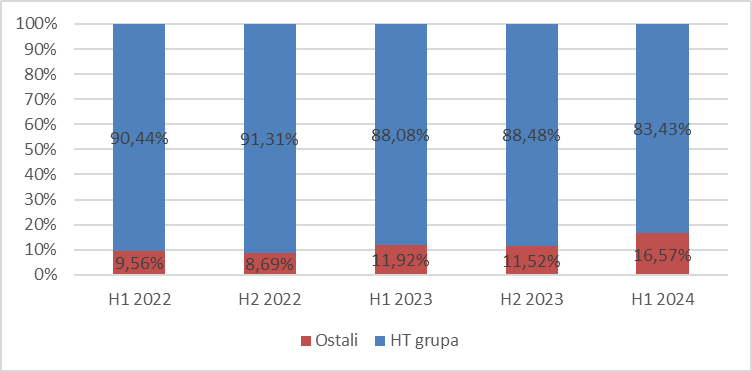 100%
90%
80%
70%
60%
50%
40%
30%
20%
10%
0%
90,44% 91,31% 88,08% 88,48% 83,43%
9,56% 8,69% 11,92% 11,52% 16,57%
H1 2022 H2 2022 H1 2023 H2 2023 H1 2024
Ostali HT grupa